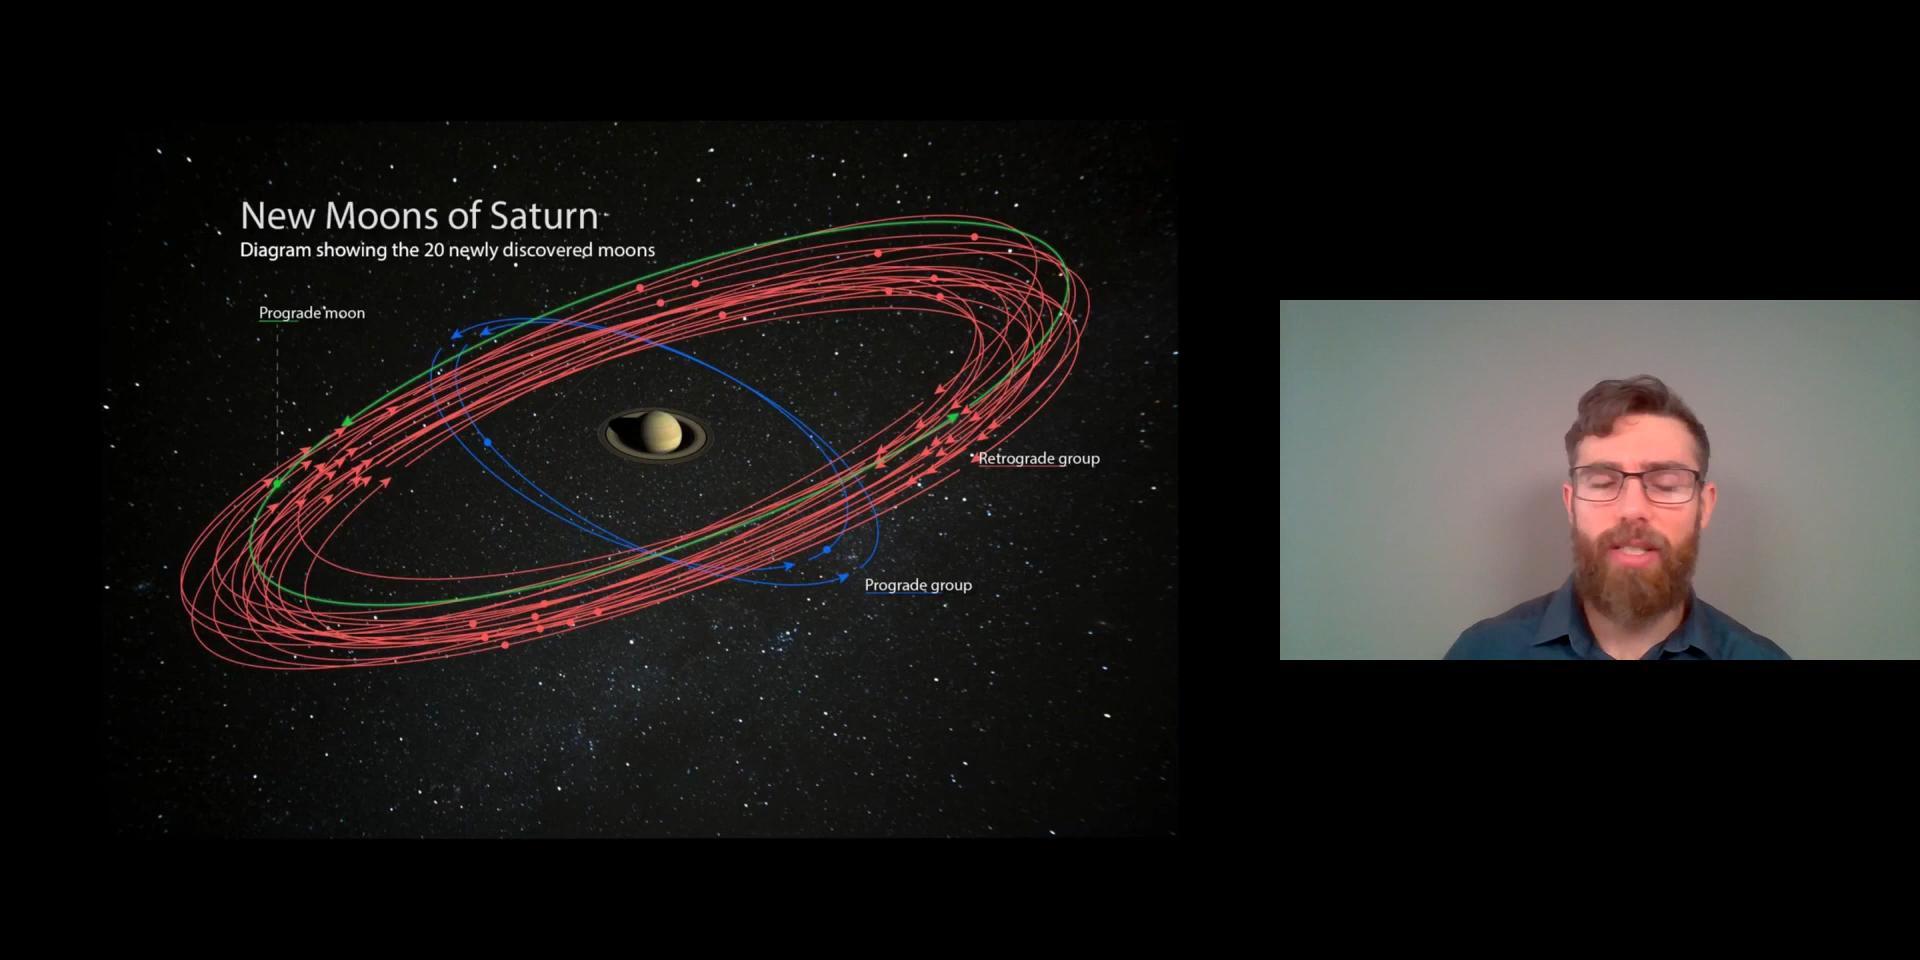 New Moons of Saturn
Diagram showing the 20 newly discovered moons
Prograde moon
Retrograde group
Prograde group